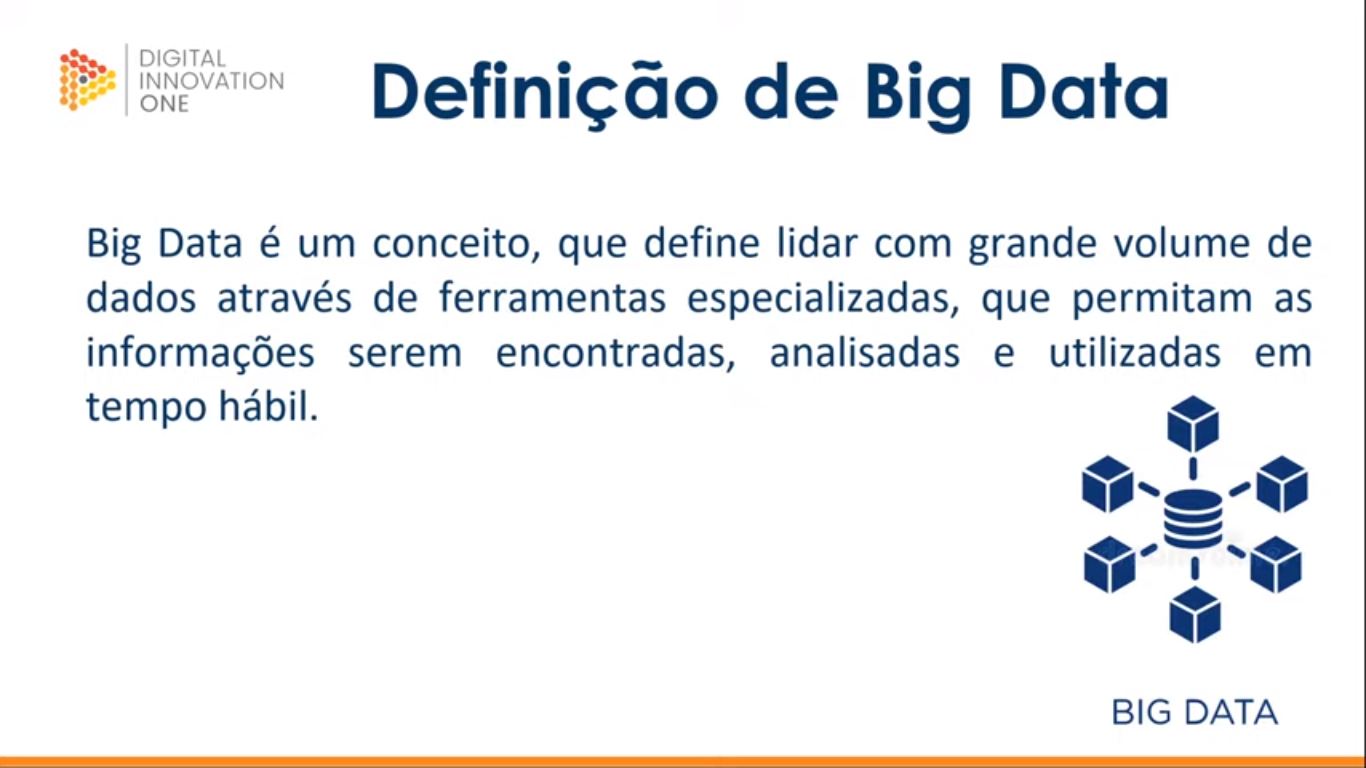 DIGITAL
INNOVATION
ONE
Definição de Big Data
Big Data é um conceito, que define lidar com grande volume de
dados através de ferramentas especializadas, que permitam as
informações serem encontradas, analisadas e utilizadas em
tempo hábil.
BIG DATA